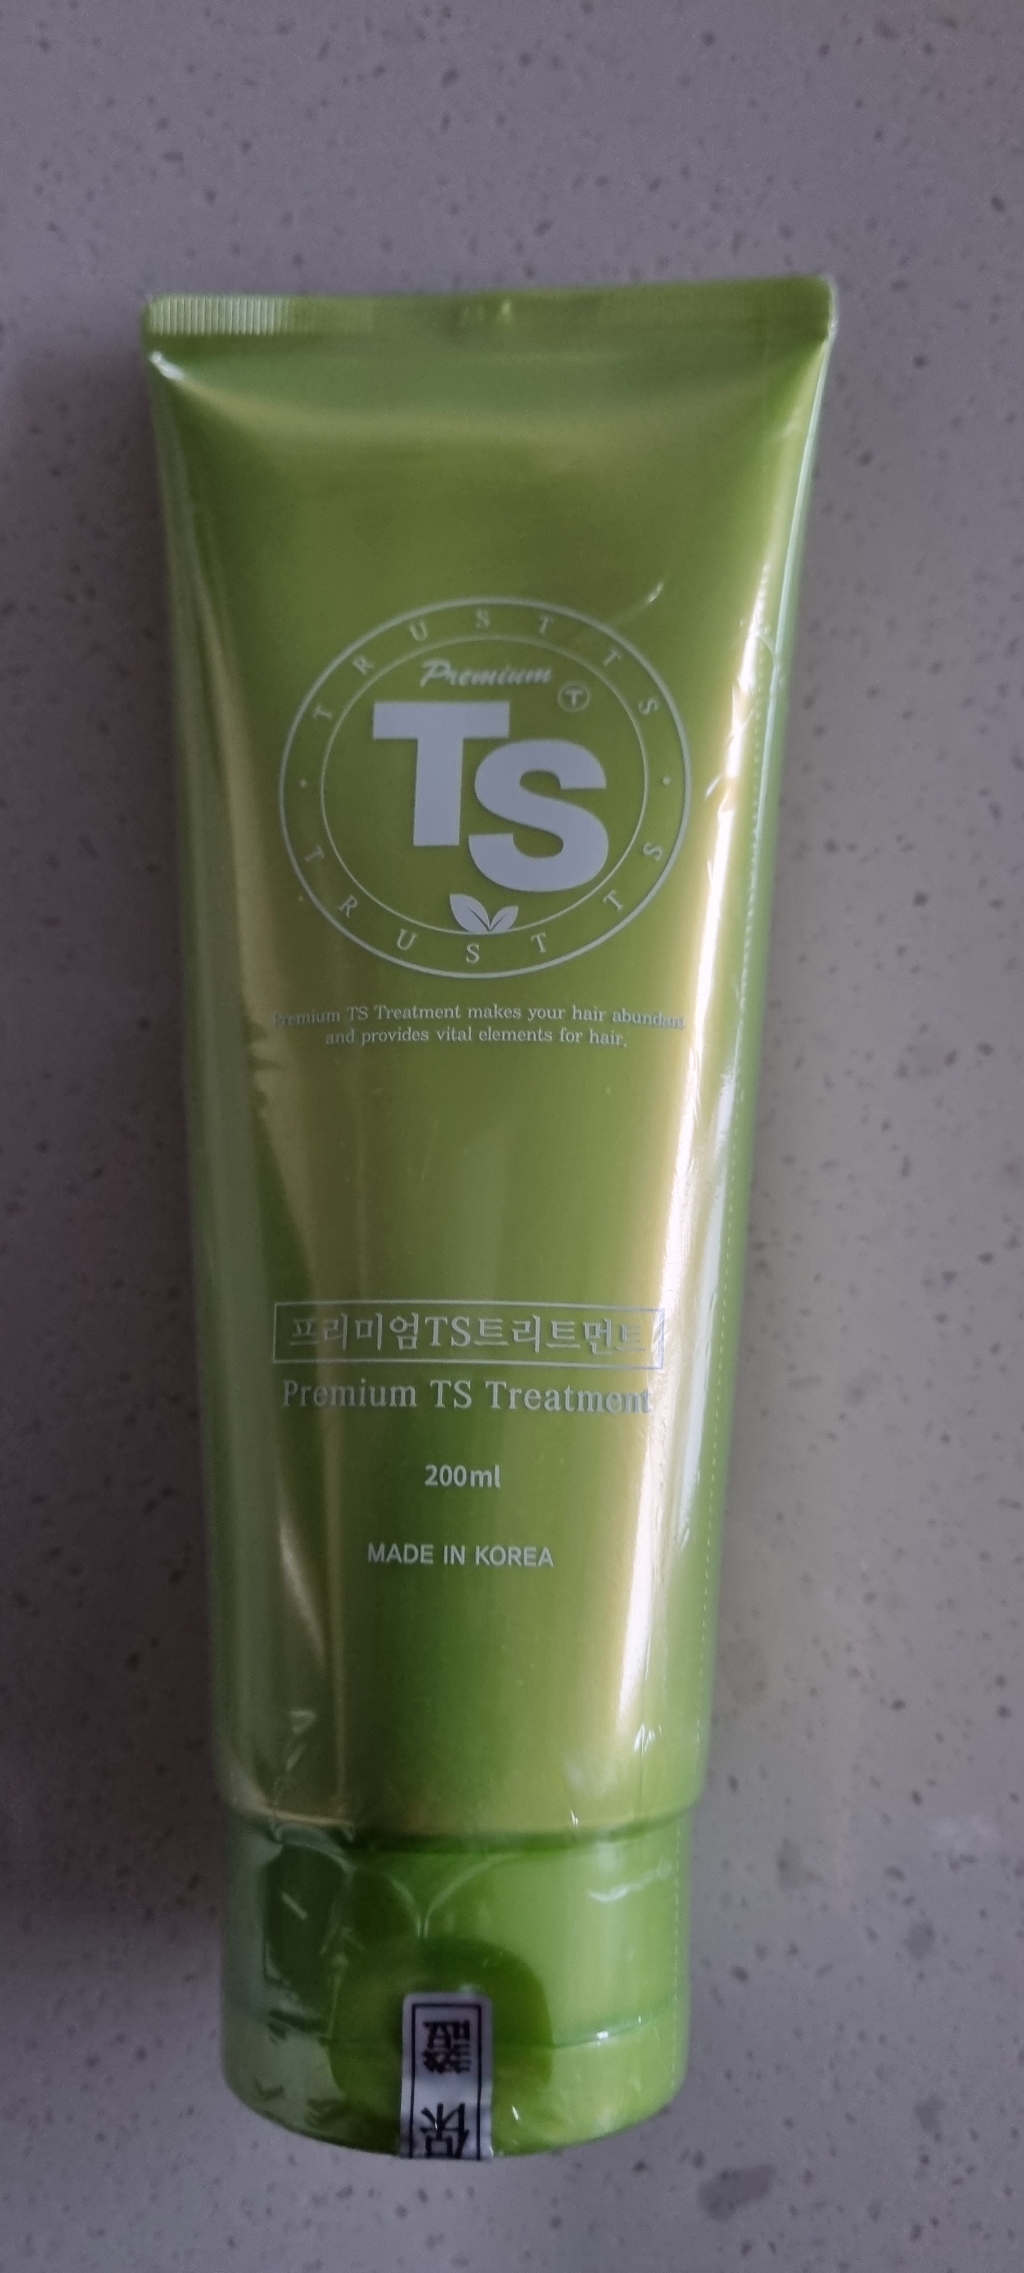 TRUST TS · TRUST TS ·
Premium
TS
T
Premium TS Treatment makes your hair abundant
and provides vital elements for hair.
프리미엄TS트리트먼트
Premium TS Treatment
200ml
MADE IN KOREA